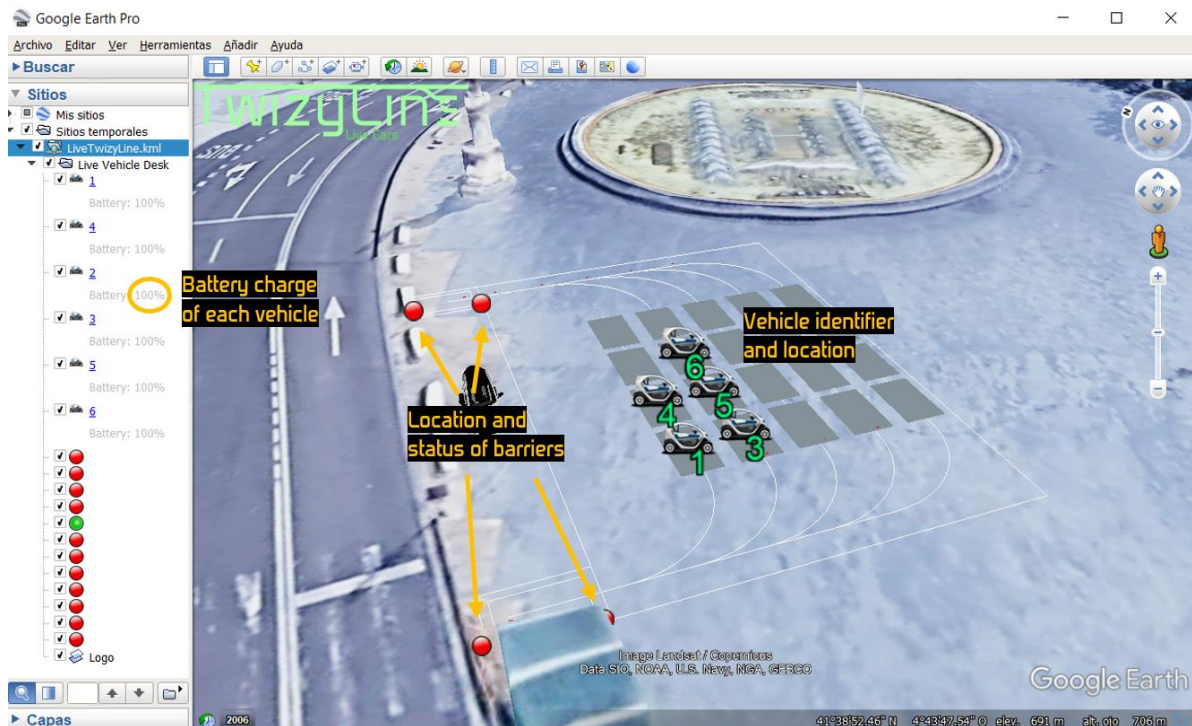 Google Earth Pro
Archivo Editar Ver Herramientas Añadir Ayuda
Buscar
Sitios
Mis sitios
Sitios temporales
LiveTwizyLine.kml
Live Vehicle Desk
1
Battery: 100%
4
Battery: 100%
2
Battery: 100%
3
Battery: 100%
5
Battery: 100%
6
Battery: 100%
Logo
Capas
TwizyLine
Live Cars
BUS
Battery charge
of each vehicle
Vehicle identifier
and location
Location and
status of barriers
6
5
4
3
1
N
Image Landsat / Copernicus
Data SIO, NOAA, U.S. Navy, NGA, GEBCO
Google Earth
2006
41°38'52.46" N 4°43'47.54" O elev. 691 m alt. ojo 706 m